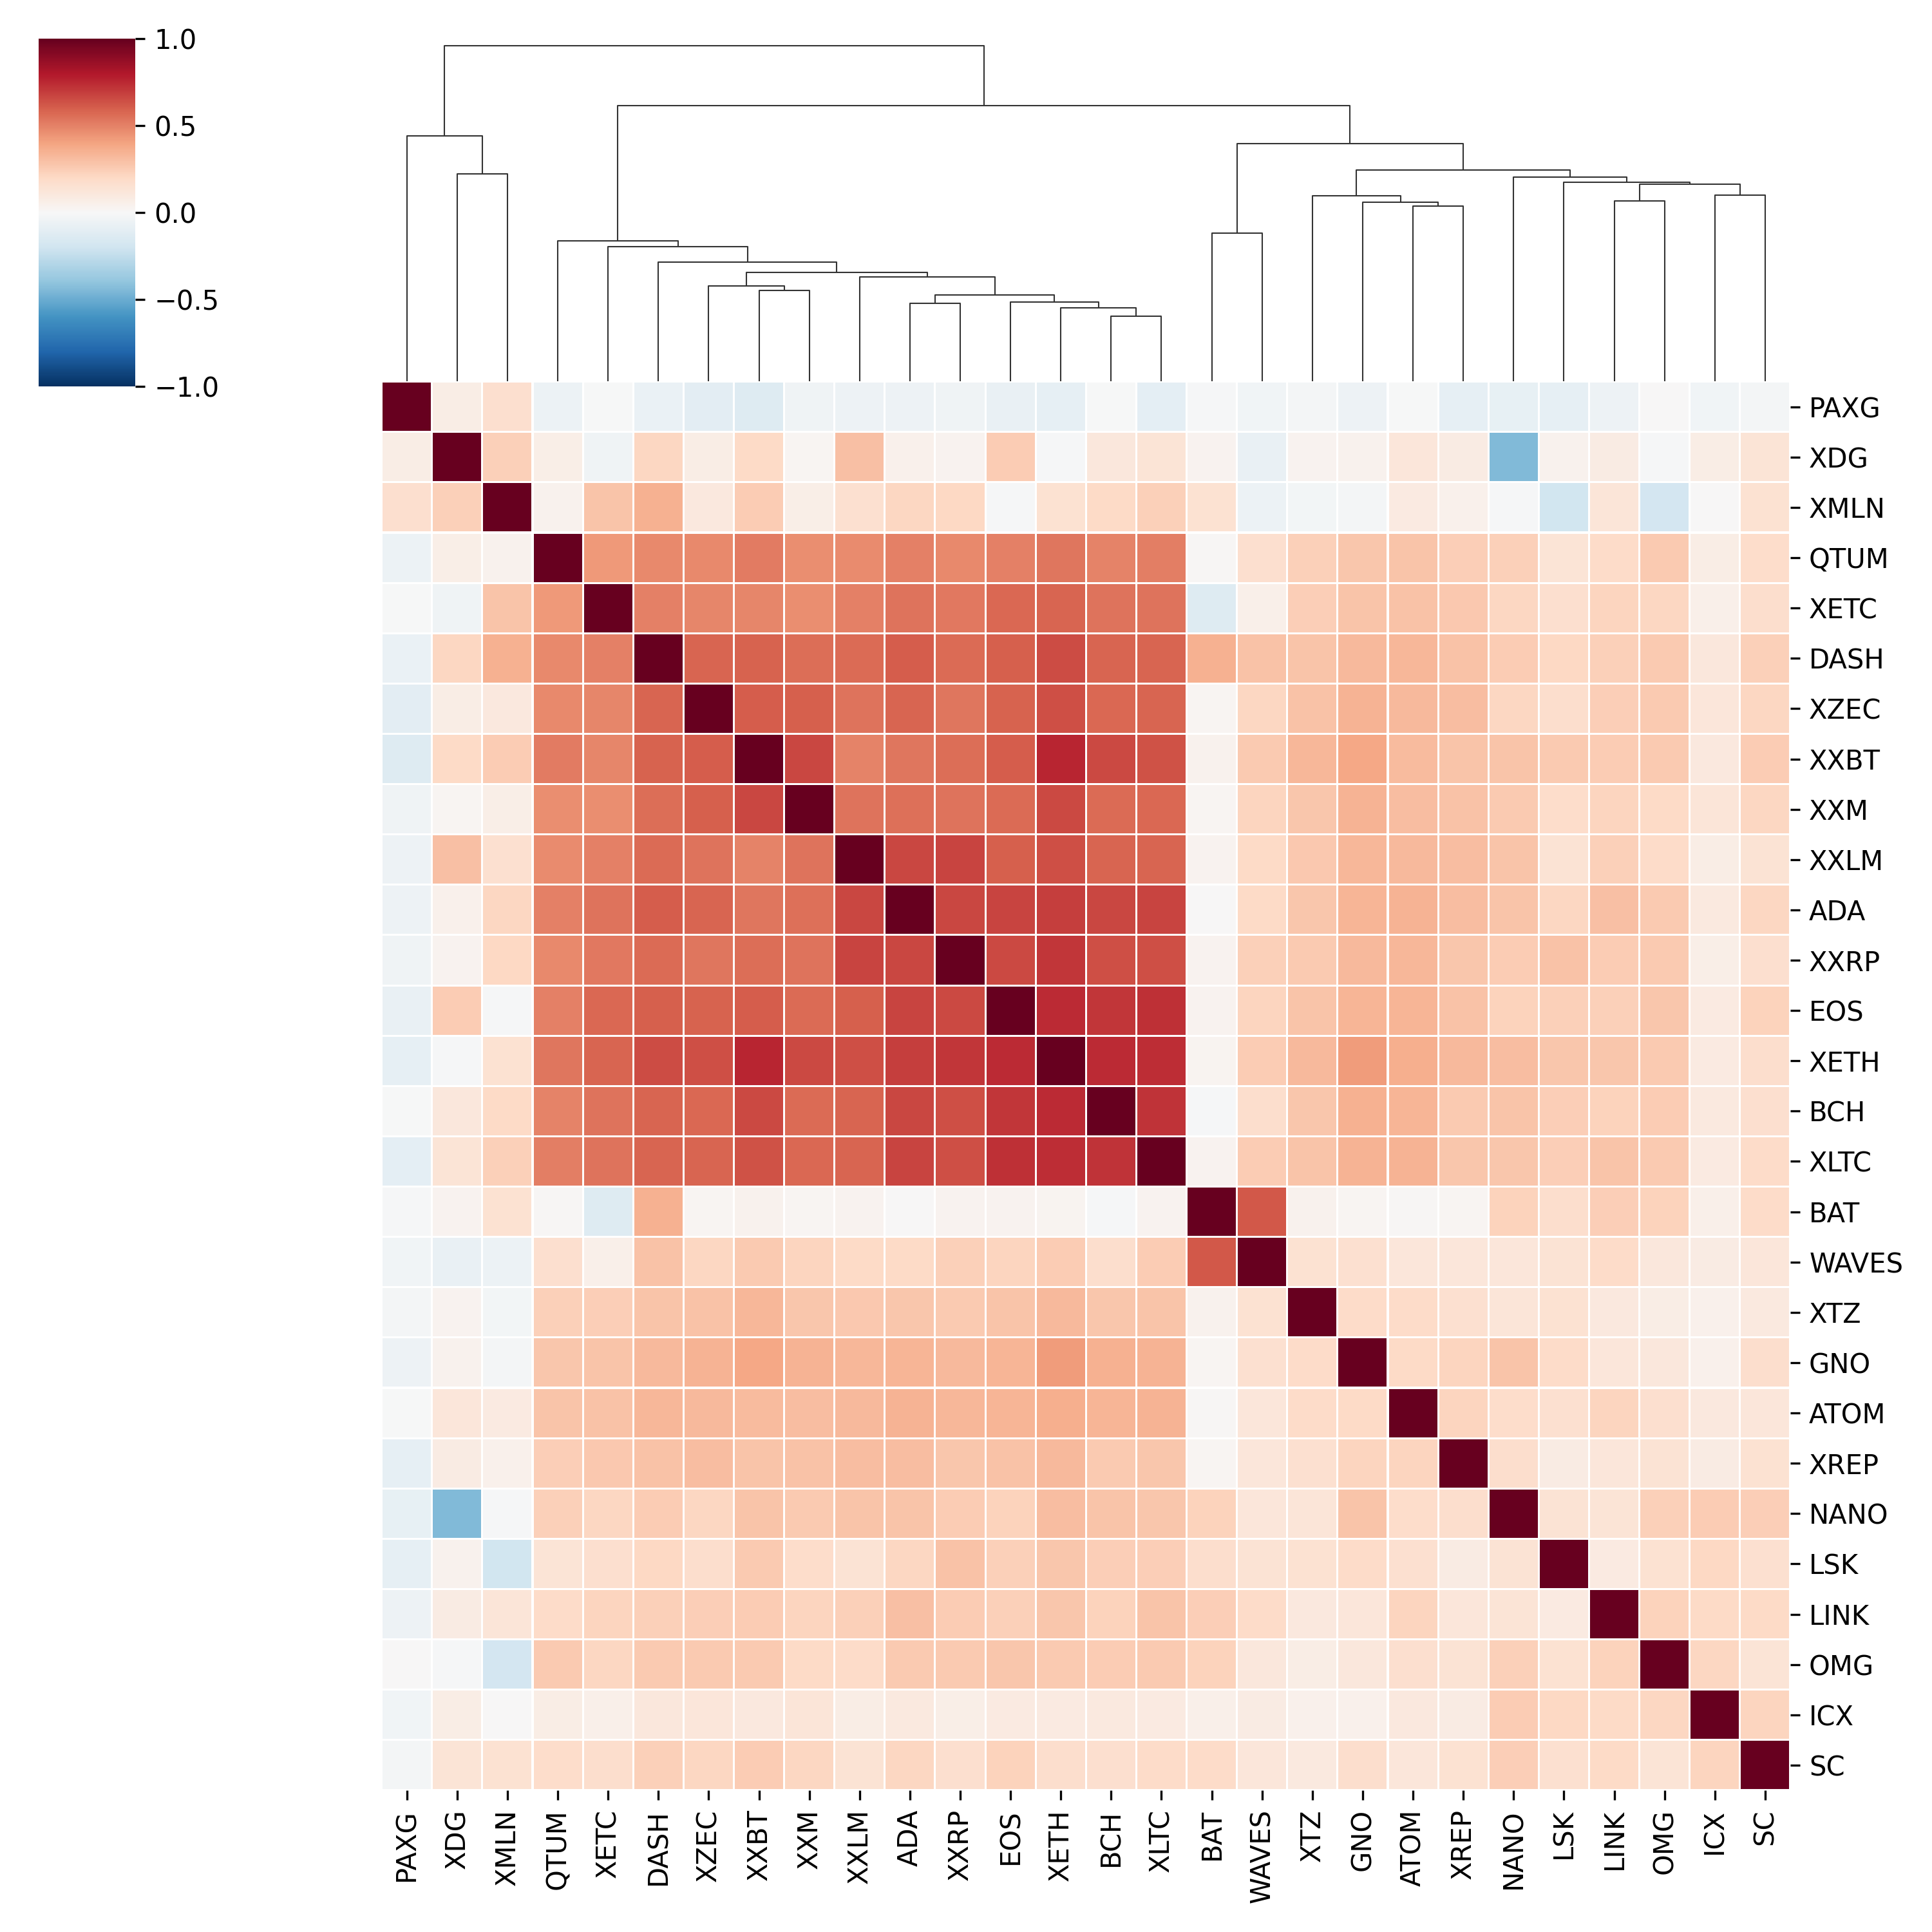 1.0
0.5
0.0
−0.5
−1.0
PAXG
XDG
XMLN
QTUM
XETC
DASH
XZEC
XXBT
XXM
XXLM
ADA
XXRP
EOS
XETH
BCH
XLTC
BAT
WAVES
XTZ
GNO
ATOM
XREP
NANO
LSK
LINK
OMG
ICX
SC
PAXG
XDG
XMLN
QTUM
XETC
DASH
XZEC
XXBT
XXM
XXLM
ADA
XXRP
EOS
XETH
BCH
XLTC
BAT
WAVES
XTZ
GNO
ATOM
XREP
NANO
LSK
LINK
OMG
ICX
SC